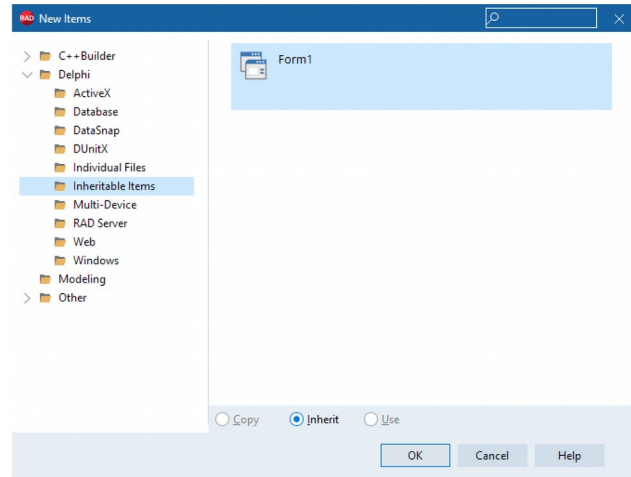 RAD New Items
C++Builder
Delphi
ActiveX
Database
DataSnap
DUnitX
Individual Files
Inheritable Items
Multi-Device
RAD Server
Web
Windows
Modeling
Other
Form1
Copy Inherit Use
OK Cancel Help